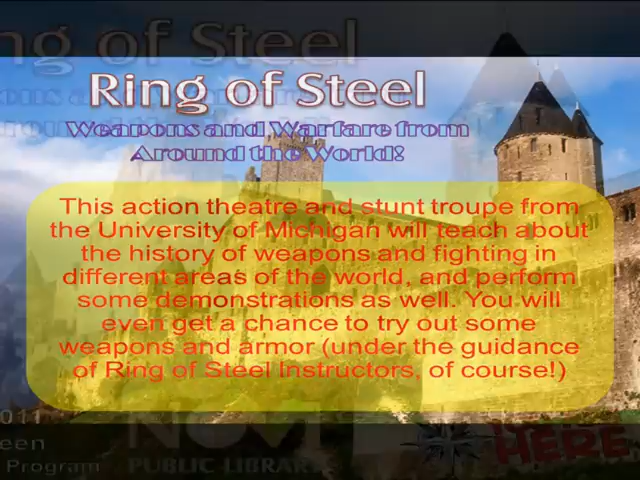 ng of Steel
Ring of Steel
Weapons and Warfare from
Around the World!
This action theatre and stunt troupe from
the University of Michigan will teach about
the history of weapons and fighting in
different areas of the world, and perform
some demonstrations as well. You will
even get a chance to try out some
weapons and armor (under the guidance
of Ring of Steel Instructors, of course!)
2011
een
Program
NOVI
PUBLIC LIBRARY
HERE